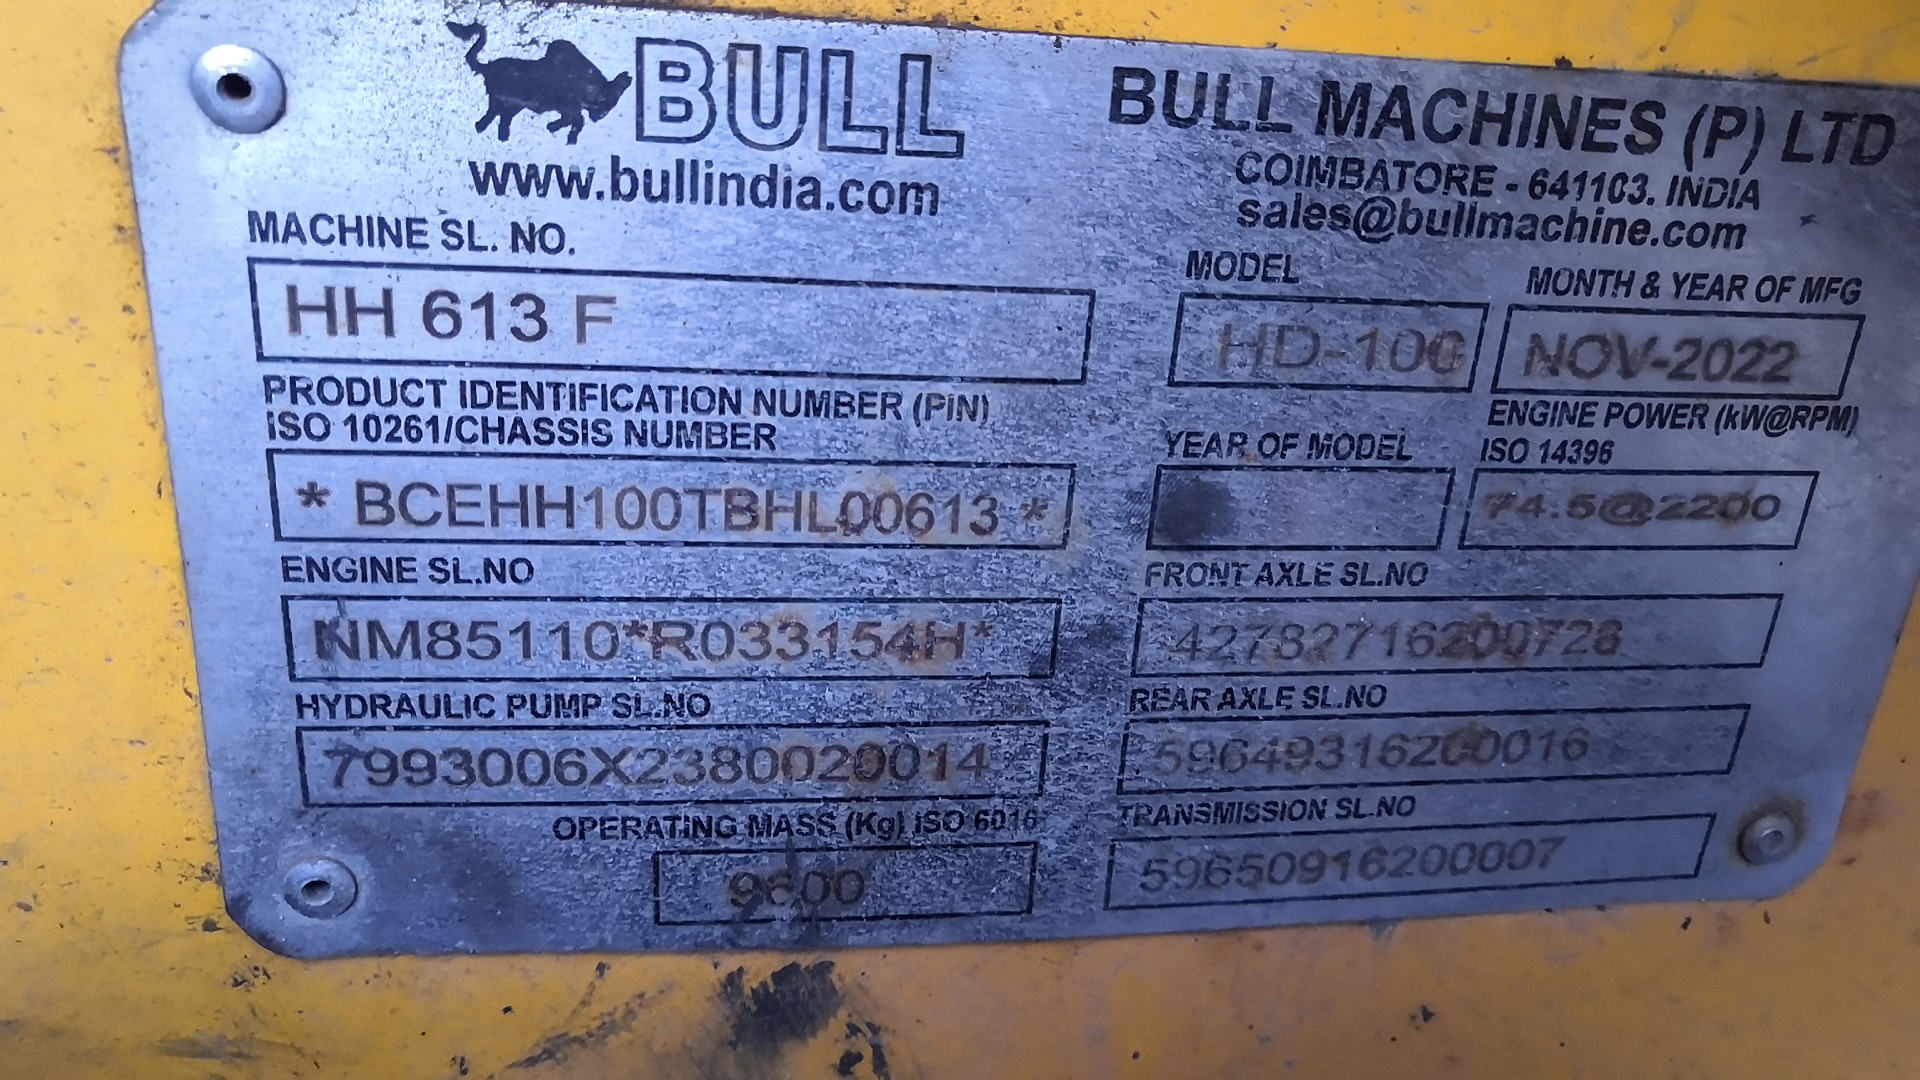 BULL
www.bullindia.com
BULL MACHINES (P) LTD
COIMBATORE - 641103. INDIA
sales@bullmachine.com
MACHINE SL. NO.
HH 613 F
MODEL
HD-100
MONTH & YEAR OF MFG
NOV-2022
PRODUCT IDENTIFICATION NUMBER (PIN)
ISO 10261/CHASSIS NUMBER
* BCEHH100TBHL00613 *
YEAR OF MODEL
ENGINE POWER (kW@RPM)
ISO 14396
74.5@2200
ENGINE SL.NO
NM85110*R033154H*
FRONT AXLE SL.NO
42782716200728
HYDRAULIC PUMP SL.NO
7993006X2380020014
REAR AXLE SL.NO
59649316200016
OPERATING MASS (Kg) ISO 6016
9600
TRANSMISSION SL.NO
59650916200007